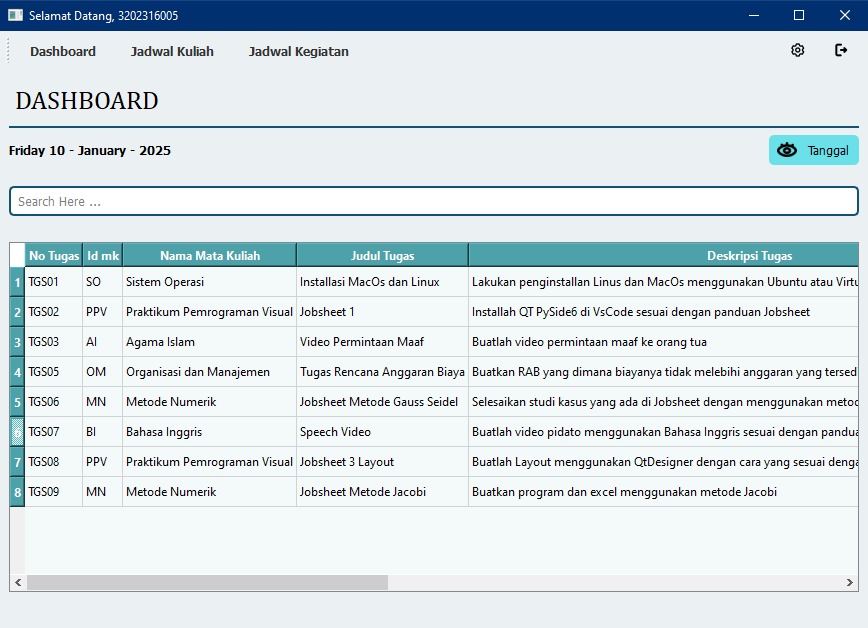 Selamat Datang, 3202316005
Dashboard Jadwal Kuliah Jadwal Kegiatan
DASHBOARD
Friday 10 - January - 2025 Tanggal
Search Here ...
No Tugas Id mk Nama Mata Kuliah Judul Tugas Deskripsi Tugas
1 TGS01 SO Sistem Operasi Installasi MacOs dan Linux Lakukan penginstallan Linus dan MacOs menggunakan Ubuntu atau Virtu
2 TGS02 PPV Praktikum Pemrograman Visual Jobsheet 1 Installah QT PySide6 di VsCode sesuai dengan panduan Jobsheet
3 TGS03 AI Agama Islam Video Permintaan Maaf Buatlah video permintaan maaf ke orang tua
4 TGS05 OM Organisasi dan Manajemen Tugas Rencana Anggaran Biaya Buatkan RAB yang dimana biayanya tidak melebihi anggaran yang tersed
5 TGS06 MN Metode Numerik Jobsheet Metode Gauss Seidel Selesaikan studi kasus yang ada di Jobsheet dengan menggunakan metod
6 TGS07 BI Bahasa Inggris Speech Video Buatlah video pidato menggunakan Bahasa Inggris sesuai dengan pandua
7 TGS08 PPV Praktikum Pemrograman Visual Jobsheet 3 Layout Buatlah Layout menggunakan QtDesigner dengan cara yang sesuai denga
8 TGS09 MN Metode Numerik Jobsheet Metode Jacobi Buatkan program dan excel menggunakan metode Jacobi